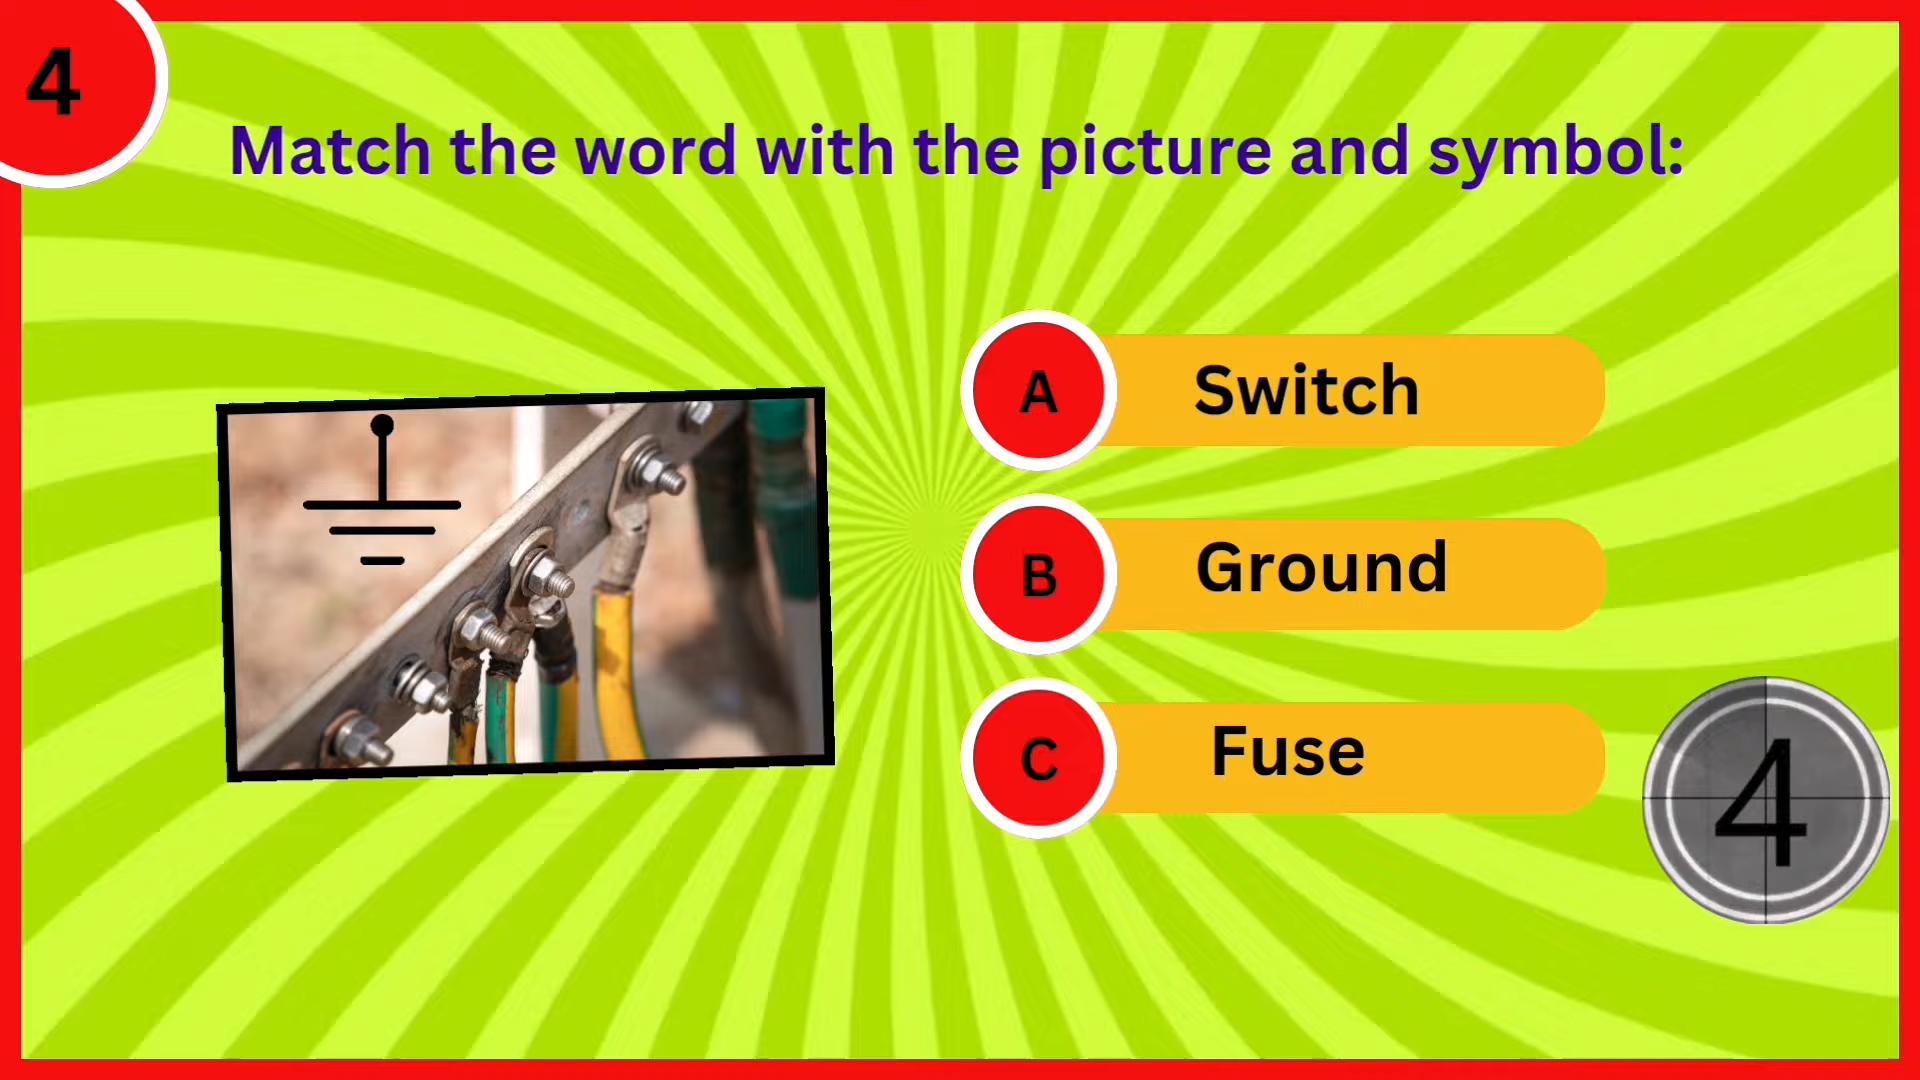 4
Match the word with the picture and symbol:
A Switch
B Ground
C Fuse
4